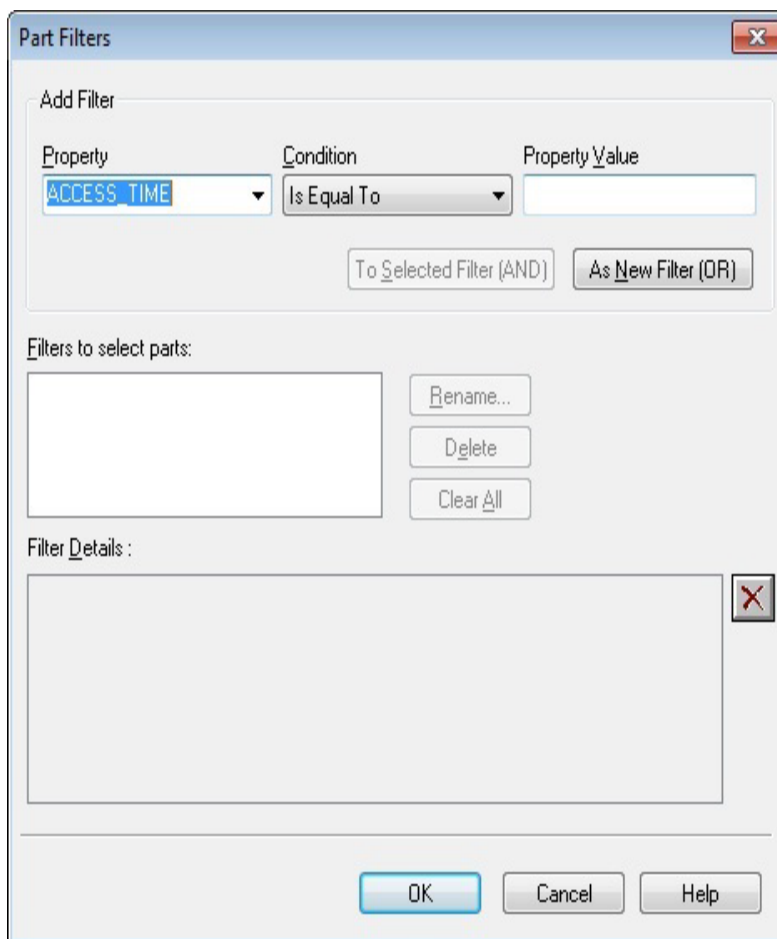 Part Filters
Add Filter
Property Condition Property Value
ACCESS_TIME Is Equal To
To Selected Filter (AND) As New Filter (OR)
Filters to select parts:
Rename...
Delete
Clear All
Filter Details :
OK Cancel Help